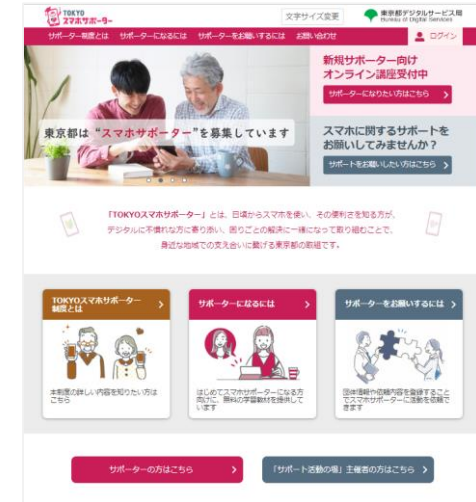 TOKYO
スマホサポーター
文字サイズ変更
東京都デジタルサービス局
Bureau of Digital Services
サポーター制度とは サポーターになるには サポーターをお願いするには お問い合わせ
ログイン
東京都は “スマホサポーター”を募集しています
新規サポーター向け
オンライン講座受付中
サポーターになりたい方はこちら
スマホに関するサポートを
お願いしてみませんか？
サポートをお願いしたい方はこちら
「TOKYOスマホサポーター」とは、日頃からスマホを使い、その便利さを知る方が、
デジタルに不慣れな方に寄り添い、困りごとの解決に一緒になって取り組むことで、
身近な地域での支え合いに繋げる東京都の取組です。
TOKYOスマホサポーター
制度とは
本制度の詳しい内容を知りたい方は
こちら
サポーターになるには
はじめてスマホサポーターになる方
向けに、無料の学習教材を提供して
います
サポーターをお願いするには
団体情報や依頼内容を登録すること
でスマホサポーターに活動を依頼で
きます
サポーターの方はこちら
「サポート活動の場」主催者の方はこちら